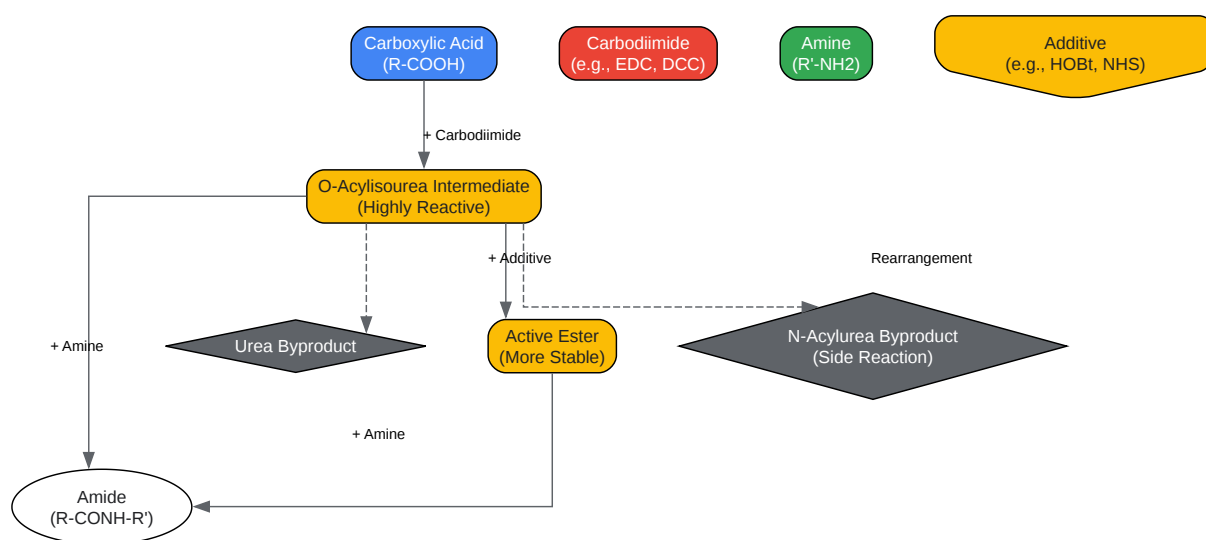 Carboxylic Acid
(R-COOH)
Carbodiimide
(e.g., EDC, DCC)
Amine
(R'-NH2)
Additive
(e.g., HOBt, NHS)
+ Carbodiimide
O-Acylisourea Intermediate
(Highly Reactive)
+ Additive
Rearrangement
+ Amine
Urea Byproduct
Active Ester
(More Stable)
N-Acylurea Byproduct
(Side Reaction)
+ Amine
Amide
(R-CONH-R')